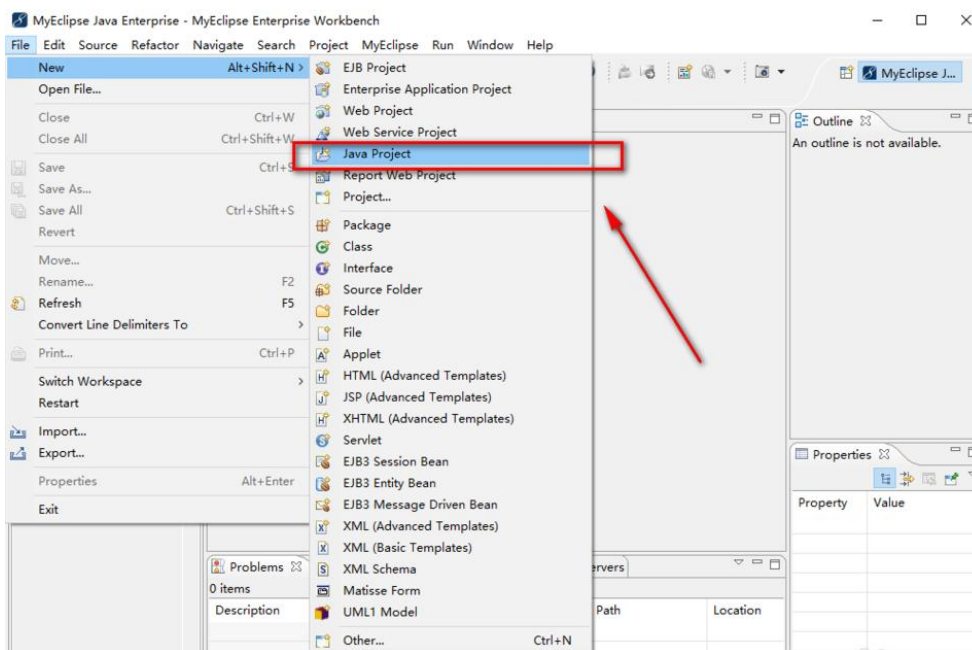 MyEclipse Java Enterprise - MyEclipse Enterprise Workbench
File Edit Source Refactor Navigate Search Project MyEclipse Run Window Help
MyEclipse J...
New Alt+Shift+N >
Open File...
Close Ctrl+W
Close All Ctrl+Shift+W
Save Ctrl+S
Save As...
Save All Ctrl+Shift+S
Revert
Move...
Rename... F2
Refresh F5
Convert Line Delimiters To >
Print... Ctrl+P
Switch Workspace >
Restart
Import...
Export...
Properties Alt+Enter
Exit
EJB Project
Enterprise Application Project
Web Project
Web Service Project
Java Project
Report Web Project
Project...
Package
Class
Interface
Source Folder
Folder
File
Applet
HTML (Advanced Templates)
JSP (Advanced Templates)
XHTML (Advanced Templates)
Servlet
EJB3 Session Bean
EJB3 Entity Bean
EJB3 Message Driven Bean
XML (Advanced Templates)
XML (Basic Templates)
XML Schema
Matisse Form
UML1 Model
Other... Ctrl+N
Outline
An outline is not available.
Properties
Property Value
Problems
0 items
Description Path Location